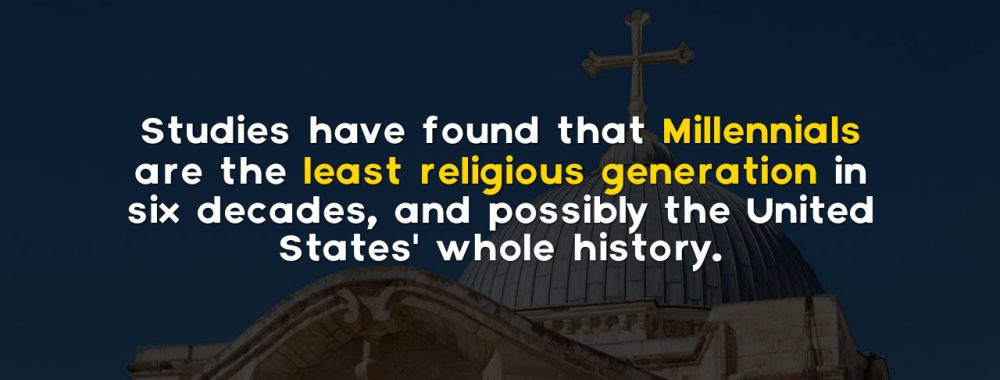 Studies have found that Millennials
are the least religious generation in
six decades, and possibly the United
States' whole history.